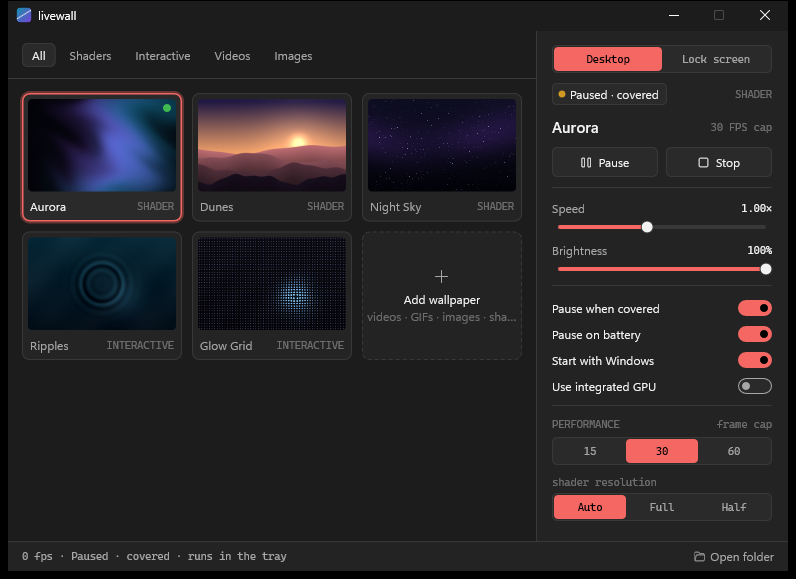 livewall
All Shaders Interactive Videos Images
Aurora SHADER
Dunes SHADER
Night Sky SHADER
Ripples INTERACTIVE
Glow Grid INTERACTIVE
Add wallpaper
videos · GIFs · images · sha...
Desktop Lock screen
Paused · covered SHADER
Aurora 30 FPS cap
Pause Stop
Speed 1.00×
Brightness 100%
Pause when covered
Pause on battery
Start with Windows
Use integrated GPU
PERFORMANCE frame cap
15 30 60
shader resolution
Auto Full Half
0 fps · Paused · covered · runs in the tray
Open folder